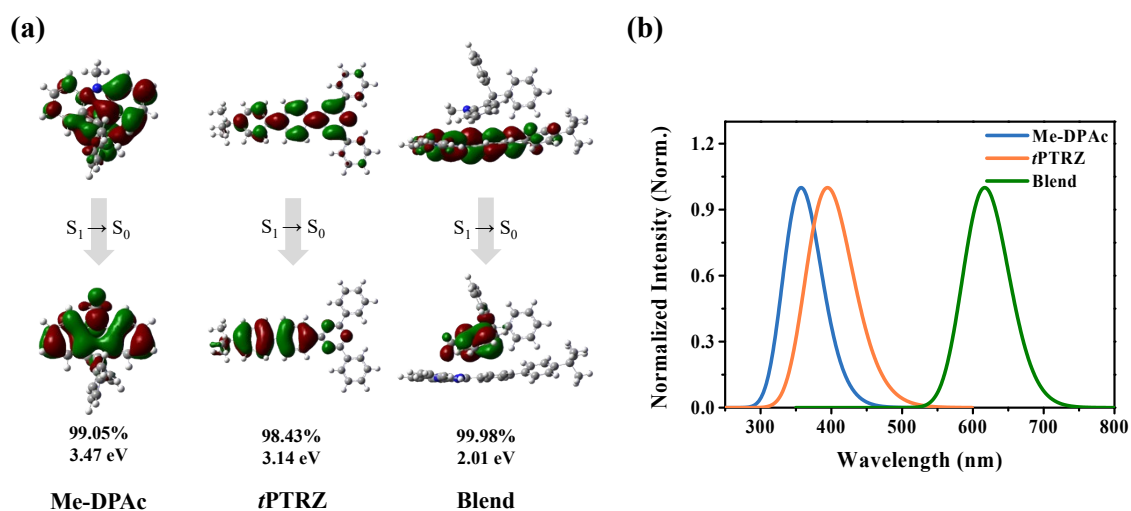 (a)
S₁ → S₀
S₁ → S₀
S₁ → S₀
99.05%
3.47 eV
Me-DPAc
98.43%
3.14 eV
tPTRZ
99.98%
2.01 eV
Blend
(b)
Normalized Intensity (Norm.)
1.2
0.9
0.6
0.3
0.0
Me-DPAc
tPTRZ
Blend
300 400 500 600 700 800
Wavelength (nm)